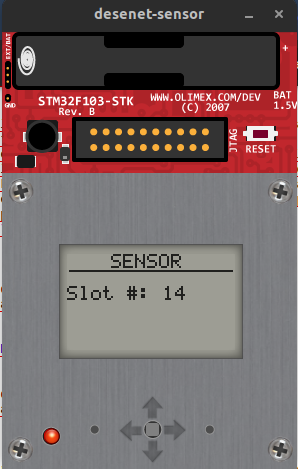 desenet-sensor
EXT/BAT
+
GND
STM32F103-STK
Rev. B
WWW.OLIMEX.COM/DEV
(C) 2007
BAT
1.5V
JTAG
RESET
SENSOR
Slot #: 14